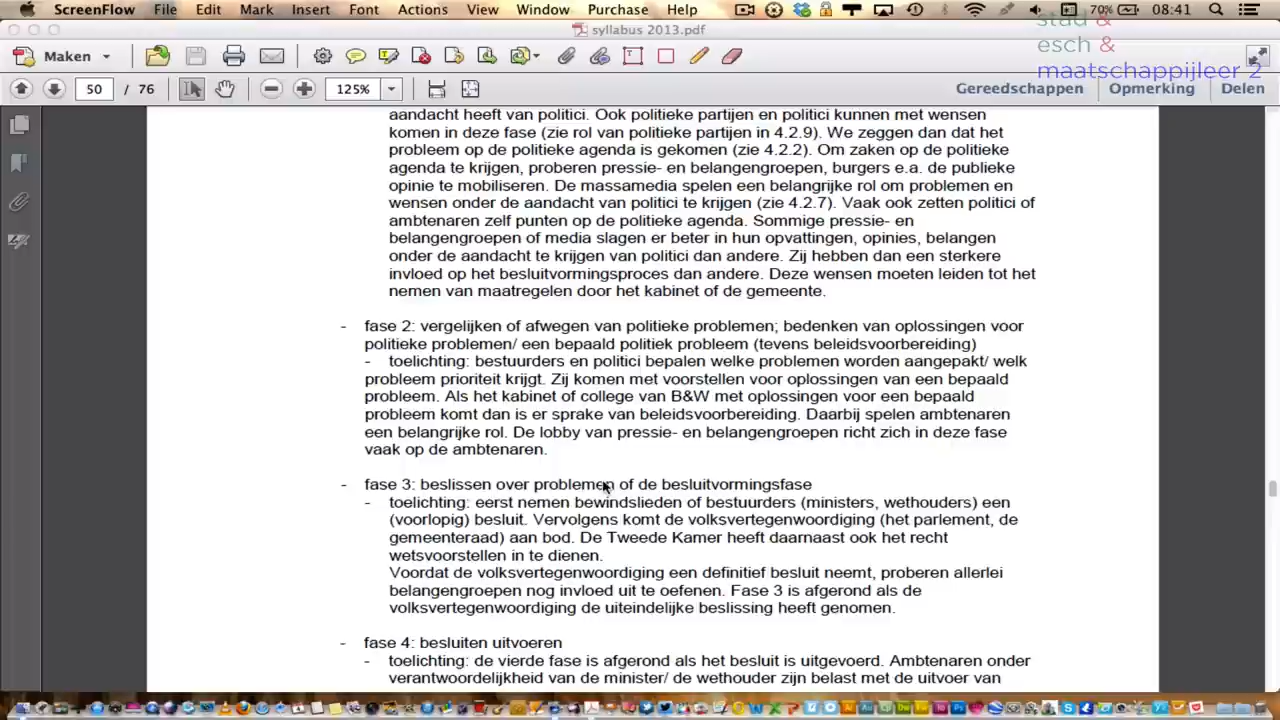 ScreenFlow File Edit Mark Insert Font Actions View Window Purchase Help 70% 08:41
syllabus 2013.pdf
stad &
esch &
maatschappijleer 2
Maken
50 / 76 125% Gereedschappen Opmerking Delen
aandacht heeft van politici. Ook politieke partijen en politici kunnen met wensen
komen in deze fase (zie rol van politieke partijen in 4.2.9). We zeggen dan dat het
probleem op de politieke agenda is gekomen (zie 4.2.2). Om zaken op de politieke
agenda te krijgen, proberen pressie- en belangengroepen, burgers e.a. de publieke
opinie te mobiliseren. De massamedia spelen een belangrijke rol om problemen en
wensen onder de aandacht van politici te krijgen (zie 4.2.7). Vaak ook zetten politici of
ambtenaren zelf punten op de politieke agenda. Sommige pressie- en
belangengroepen of media slagen er beter in hun opvattingen, opinies, belangen
onder de aandacht te krijgen van politici dan andere. Zij hebben dan een sterkere
invloed op het besluitvormingsproces dan andere. Deze wensen moeten leiden tot het
nemen van maatregelen door het kabinet of de gemeente.
- fase 2: vergelijken of afwegen van politieke problemen; bedenken van oplossingen voor
politieke problemen/ een bepaald politiek probleem (tevens beleidsvoorbereiding)
- toelichting: bestuurders en politici bepalen welke problemen worden aangepakt/ welk
probleem prioriteit krijgt. Zij komen met voorstellen voor oplossingen van een bepaald
probleem. Als het kabinet of college van B&W met oplossingen voor een bepaald
probleem komt dan is er sprake van beleidsvoorbereiding. Daarbij spelen ambtenaren
een belangrijke rol. De lobby van pressie- en belangengroepen richt zich in deze fase
vaak op de ambtenaren.
- fase 3: beslissen over problemen of de besluitvormingsfase
- toelichting: eerst nemen bewindslieden of bestuurders (ministers, wethouders) een
(voorlopig) besluit. Vervolgens komt de volksvertegenwoordiging (het parlement, de
gemeenteraad) aan bod. De Tweede Kamer heeft daarnaast ook het recht
wetsvoorstellen in te dienen.
Voordat de volksvertegenwoordiging een definitief besluit neemt, proberen allerlei
belangengroepen nog invloed uit te oefenen. Fase 3 is afgerond als de
volksvertegenwoordiging de uiteindelijke beslissing heeft genomen.
- fase 4: besluiten uitvoeren
- toelichting: de vierde fase is afgerond als het besluit is uitgevoerd. Ambtenaren onder
verantwoordelijkheid van de minister/ de wethouder zijn belast met de uitvoer van